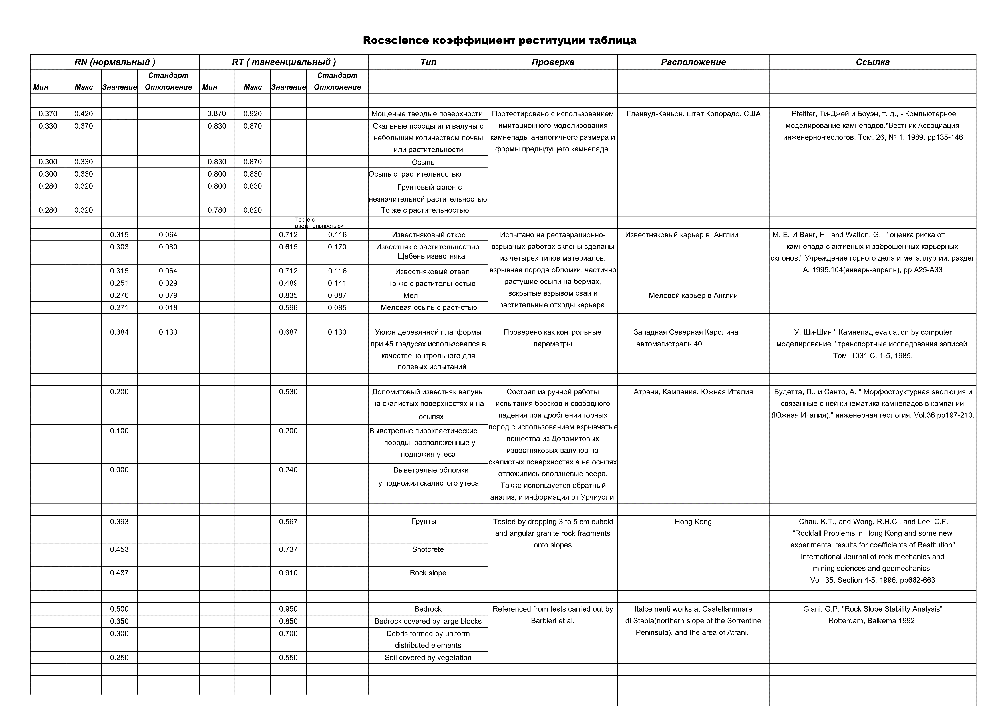 Rocscience коэффициент реституции таблица
RN (нормальный ) RT ( тангенциальный ) Тип Проверка Расположение Ссылка
Стандарт Стандарт
Мин Макс Значение Отклонение Мин Макс Значение Отклонение
0.370 0.420 0.870 0.920 Мощеные твердые поверхности Протестировано с использованием Гленвуд-Каньон, штат Колорадо, США Pfeiffer, Ти-Джей и Боуэн, т. д., - Компьютерное
0.330 0.370 0.830 0.870 Скальные породы или валуны с имитационного моделирования моделирование камнепадов."Вестник Ассоциация
небольшим количеством почвы камнепады аналогичного размера и инженерно-геологов. Том. 26, № 1. 1989. pp135-146
или растительности формы предыдущего камнепада.
0.300 0.330 0.830 0.870 Осыпь
0.300 0.330 0.800 0.830 Осыпь с растительностью
0.280 0.320 0.800 0.830 Грунтовый склон с
незначительной растительностью
0.280 0.320 0.780 0.820 То же с растительностью
То же с
растительностью>
0.315 0.064 0.712 0.116 Известняковый откос Испытано на реставрационно- Известняковый карьер в Англии М. Е. И Ванг, Н., and Walton, G., " оценка риска от
0.303 0.080 0.615 0.170 Известняк с растительностью взрывных работах склоны сделаны камнепада с активных и заброшенных карьерных
Щебень известняка из четырех типов материалов; склонов." Учреждение горного дела и металлургии, раздел
0.315 0.064 0.712 0.116 Известняковый отвал взрывная порода обломки, частично А. 1995.104(январь-апрель), pp A25-A33
0.251 0.029 0.489 0.141 То же с растительностью растущие осыпи на бермах,
0.276 0.079 0.835 0.087 Мел вскрытые взрывом сваи и Меловой карьер в Англии
0.271 0.018 0.596 0.085 Меловая осыпь с раст-стью растительные отходы карьера.
0.384 0.133 0.687 0.130 Уклон деревянной платформы Проверено как контрольные Западная Северная Каролина У, Ши-Шин " Камнепад evaluation by computer
при 45 градусах использовался в параметры автомагистраль 40. моделирование " транспортные исследования записей.
качестве контрольного для Том. 1031 С. 1-5, 1985.
полевых испытаний
0.200 0.530 Доломитовый известняк валуны Состоял из ручной работы Атрани, Кампания, Южная Италия Будетта, П., и Санто, А. " Морфоструктурная эволюция и
на скалистых поверхностях и на испытания бросков и свободного связанные с ней кинематика камнепадов в кампании
осыпях падения при дроблении горных (Южная Италия)." инженерная геология. Vol.36 pp197-210.
0.100 0.200 Выветрелые пирокластические пород с использованием взрывчатые
породы, расположенные у вещества из Доломитовых
подножия утеса известняковых валунов на
скалистых поверхностях а на осыпях
0.000 0.240 Выветрелые обломки отложились оползневые веера.
у подножия скалистого утеса Также используется обратный
анализ, и информация от Урчиуоли.
0.393 0.567 Грунты Tested by dropping 3 to 5 cm cuboid Hong Kong Chau, K.T., and Wong, R.H.C., and Lee, C.F.
and angular granite rock fragments "Rockfall Problems in Hong Kong and some new
onto slopes experimental results for coefficients of Restitution"
0.453 0.737 Shotcrete International Journal of rock mechanics and
mining sciences and geomechanics.
0.487 0.910 Rock slope Vol. 35, Section 4-5. 1996. pp662-663
0.500 0.950 Bedrock Referenced from tests carried out by Italcementi works at Castellammare Giani, G.P. "Rock Slope Stability Analysis"
0.350 0.850 Bedrock covered by large blocks Barbieri et al. di Stabia(northern slope of the Sorrentine Rotterdam, Balkema 1992.
0.300 0.700 Debris formed by uniform Peninsula), and the area of Atrani.
distributed elements
0.250 0.550 Soil covered by vegetation